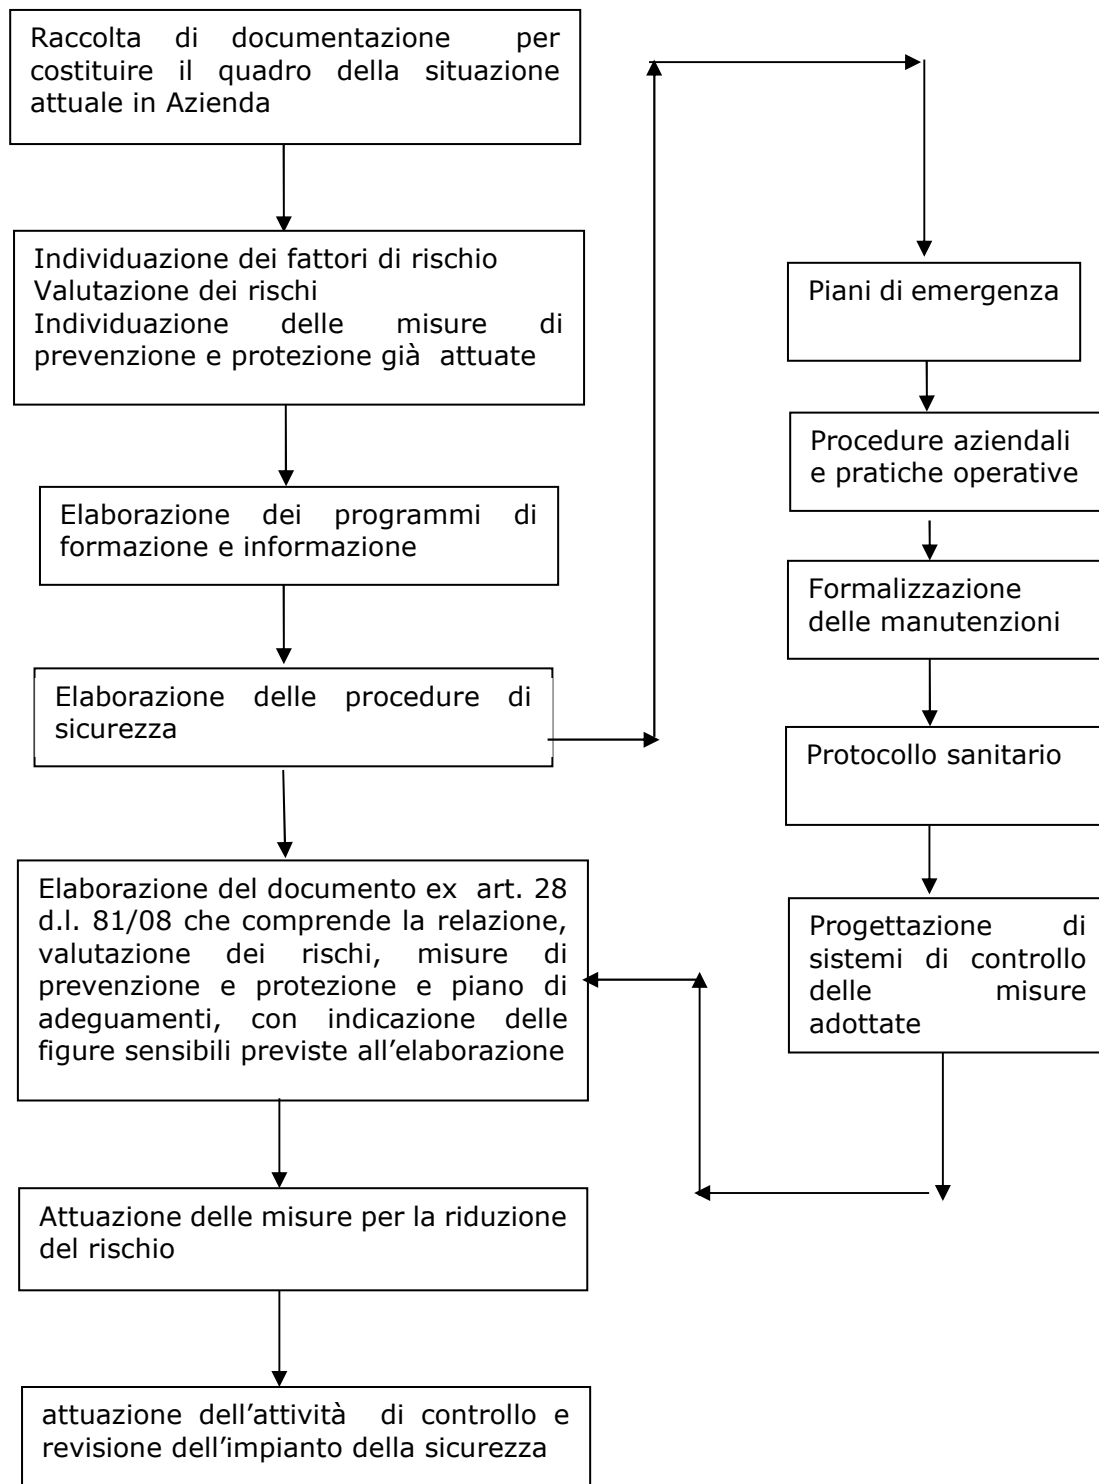 Raccolta di documentazione per
costituire il quadro della situazione
attuale in Azienda
Individuazione dei fattori di rischio
Valutazione dei rischi
Individuazione delle misure di
prevenzione e protezione già attuate
Elaborazione dei programmi di
formazione e informazione
Elaborazione delle procedure di
sicurezza
Elaborazione del documento ex art. 28
d.l. 81/08 che comprende la relazione,
valutazione dei rischi, misure di
prevenzione e protezione e piano di
adeguamenti, con indicazione delle
figure sensibili previste all’elaborazione
Attuazione delle misure per la riduzione
del rischio
attuazione dell’attività di controllo e
revisione dell’impianto della sicurezza
Piani di emergenza
Procedure aziendali
e pratiche operative
Formalizzazione
delle manutenzioni
Protocollo sanitario
Progettazione di
sistemi di controllo
delle misure
adottate